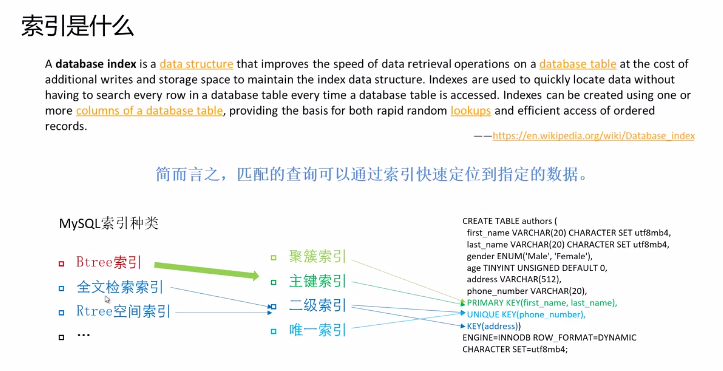 索引是什么
A database index is a data structure that improves the speed of data retrieval operations on a database table at the cost of
additional writes and storage space to maintain the index data structure. Indexes are used to quickly locate data without
having to search every row in a database table every time a database table is accessed. Indexes can be created using one or
more columns of a database table, providing the basis for both rapid random lookups and efficient access of ordered
records.
——https://en.wikipedia.org/wiki/Database_index
简而言之，匹配的查询可以通过索引快速定位到指定的数据。
MySQL索引种类
Btree索引
全文检索索引
Rtree空间索引
...
聚簇索引
主键索引
二级索引
唯一索引
CREATE TABLE authors (
first_name VARCHAR(20) CHARACTER SET utf8mb4,
last_name VARCHAR(20) CHARACTER SET utf8mb4,
gender ENUM('Male', 'Female'),
age TINYINT UNSIGNED DEFAULT 0,
address VARCHAR(512),
phone_number VARCHAR(20),
PRIMARY KEY(first_name, last_name),
UNIQUE KEY(phone_number),
KEY(address))
ENGINE=INNODB ROW_FORMAT=DYNAMIC
CHARACTER SET=utf8mb4;